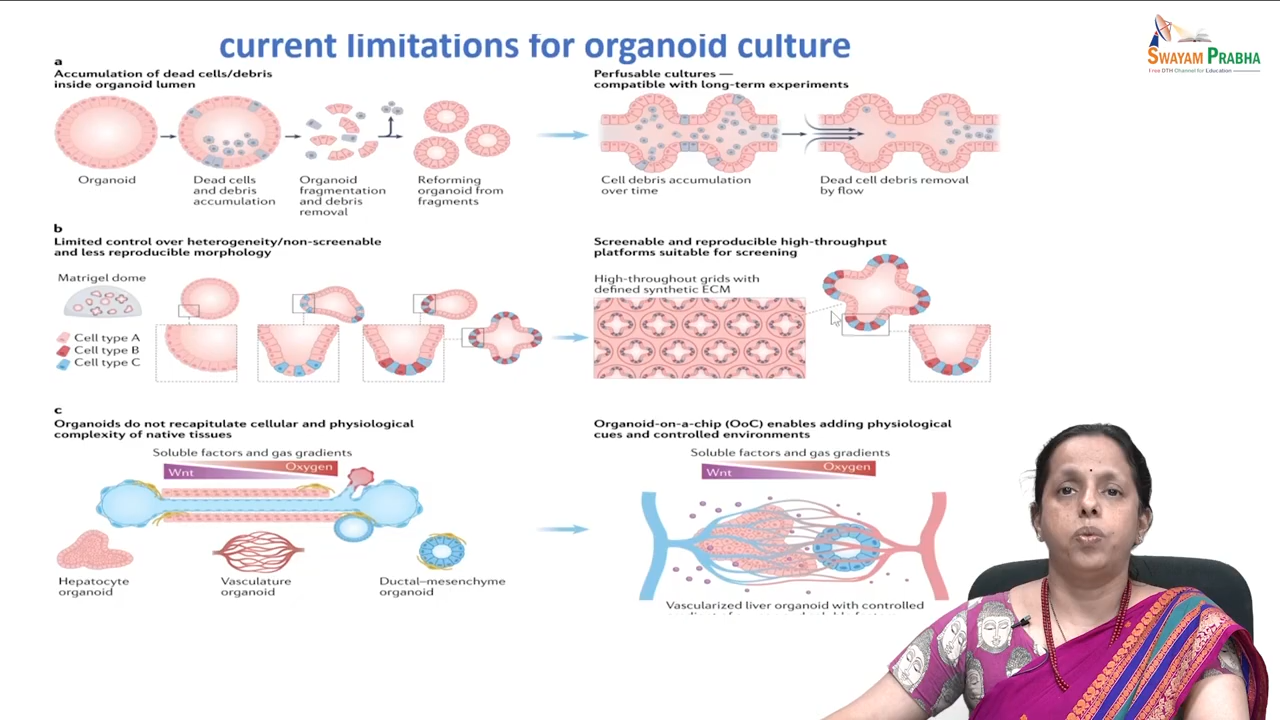 current limitations for organoid culture
SWAYAM PRABHA
Free DTH Channel for Education
a
Accumulation of dead cells/debris
inside organoid lumen
Organoid
Dead cells
and debris
accumulation
Organoid
fragmentation
and debris
removal
Reforming
organoid from
fragments
Perfusable cultures —
compatible with long-term experiments
Cell debris accumulation
over time
Dead cell debris removal
by flow
b
Limited control over heterogeneity/non-screenable
and less reproducible morphology
Matrigel dome
Cell type A
Cell type B
Cell type C
Screenable and reproducible high-throughput
platforms suitable for screening
High-throughout grids with
defined synthetic ECM
c
Organoids do not recapitulate cellular and physiological
complexity of native tissues
Soluble factors and gas gradients
Wnt
Oxygen
Hepatocyte
organoid
Vasculature
organoid
Ductal–mesenchyme
organoid
Organoid-on-a-chip (OoC) enables adding physiological
cues and controlled environments
Soluble factors and gas gradients
Wnt
Oxygen
Vascularized liver organoid with controlled